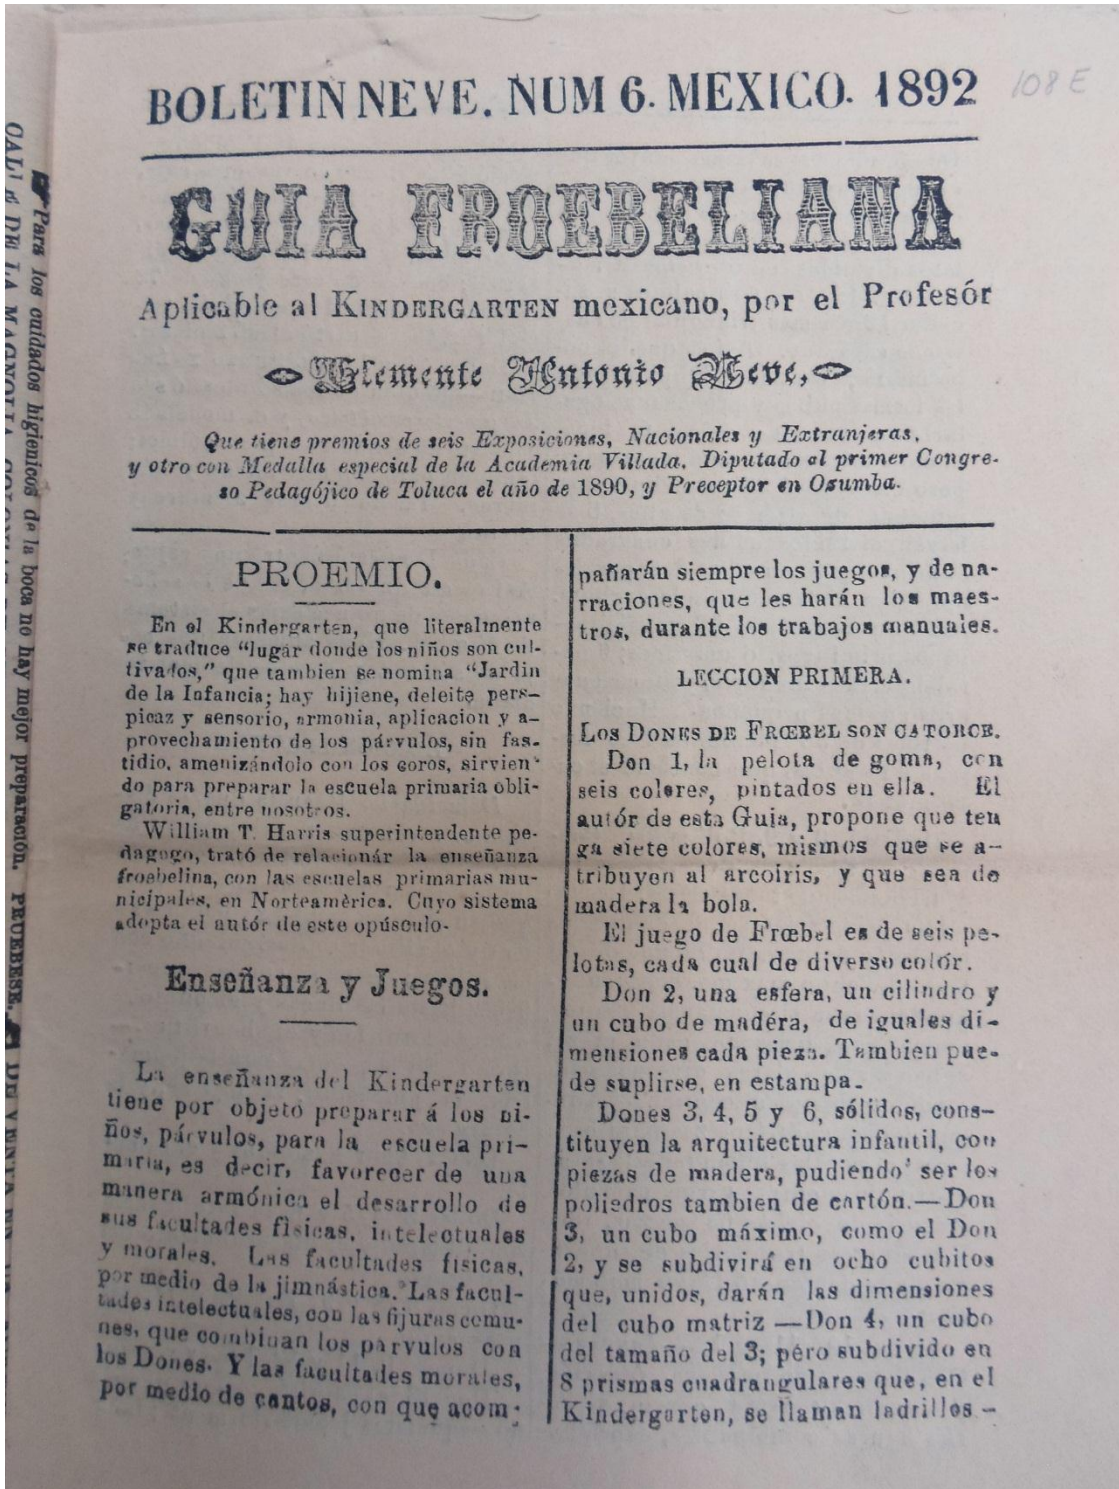 BOLETIN NEVE. NUM 6. MEXICO. 1892
108 E
GUIA FROEBELIANA
Aplicable al KINDERGARTEN mexicano, por el Profesór
Clemente Antonio Neve,
Que tiene premios de seis Exposiciones, Nacionales y Extranjeras,
y otro con Medalla especial de la Academia Villada. Diputado al primer Congre-
so Pedagójico de Toluca el año de 1890, y Preceptor en Ozumba.
PROEMIO.
En el Kindergarten, que literalmente
se traduce "lugár donde los niños son cul-
tivados," que tambien se nomina "Jardin
de la Infancia; hay hijiene, deleite pers-
picaz y sensorio, armonia, aplicacion y a-
provechamiento de los párvulos, sin fas-
tidio, amenizándolo con los coros, sirvien-
do para preparar la escuela primaria obli-
gatoria, entre nosotros.
William T. Harris superintendente pe-
dagogo, trató de relacionár la enseñanza
froebelina, con las escuelas primarias mu-
nicipales, en Norteamèrica. Cuyo sistema
adopta el autór de este opúsculo-
Enseñanza y Juegos.
La enseñanza del Kindergarten
tiene por objeto preparar á los ni-
ños, párvulos, para la escuela pri-
maria, es decir, favorecer de una
manera armónica el desarrollo de
sus facultades fisicas, intelectuales
y morales. Las facultades fisicas,
por medio de la jimnástica. Las facul-
tades intelectuales, con las fijuras comu-
nes, que combinan los parvulos con
los Dones. Y las facultades morales,
por medio de cantos, con que acom-
pañarán siempre los juegos, y de na-
rraciones, que les harán los maes-
tros, durante los trabajos manuales.
LECCION PRIMERA.
LOS DONES DE FRŒBEL SON CATORCE.
Don 1, la pelota de goma, con
seis colores, pintados en ella. El
autór de esta Guia, propone que ten
ga siete colores, mismos que se a-
tribuyen al arcoiris, y que sea de
madera la bola.
El juego de Frœbel es de seis pe-
lotas, cada cual de diverso colór.
Don 2, una esfera, un cilindro y
un cubo de madéra, de iguales di-
mensiones cada pieza. Tambien pue-
de suplirse, en estampa.
Dones 3, 4, 5 y 6, sólidos, cons-
tituyen la arquitectura infantil, con
piezas de madera, pudiendo ser los
poliedros tambien de cartón.—Don
3, un cubo máximo, como el Don
2, y se subdivirá en ocho cubitos
que, unidos, darán las dimensiones
del cubo matriz —Don 4, un cubo
del tamaño del 3; pero subdivido en
8 prismas cuadrangulares que, en el
Kindergarten, se llaman ladrillos-
Para los cuidados higienicos de la boca no hay mejor preparación. PRUEBESE.